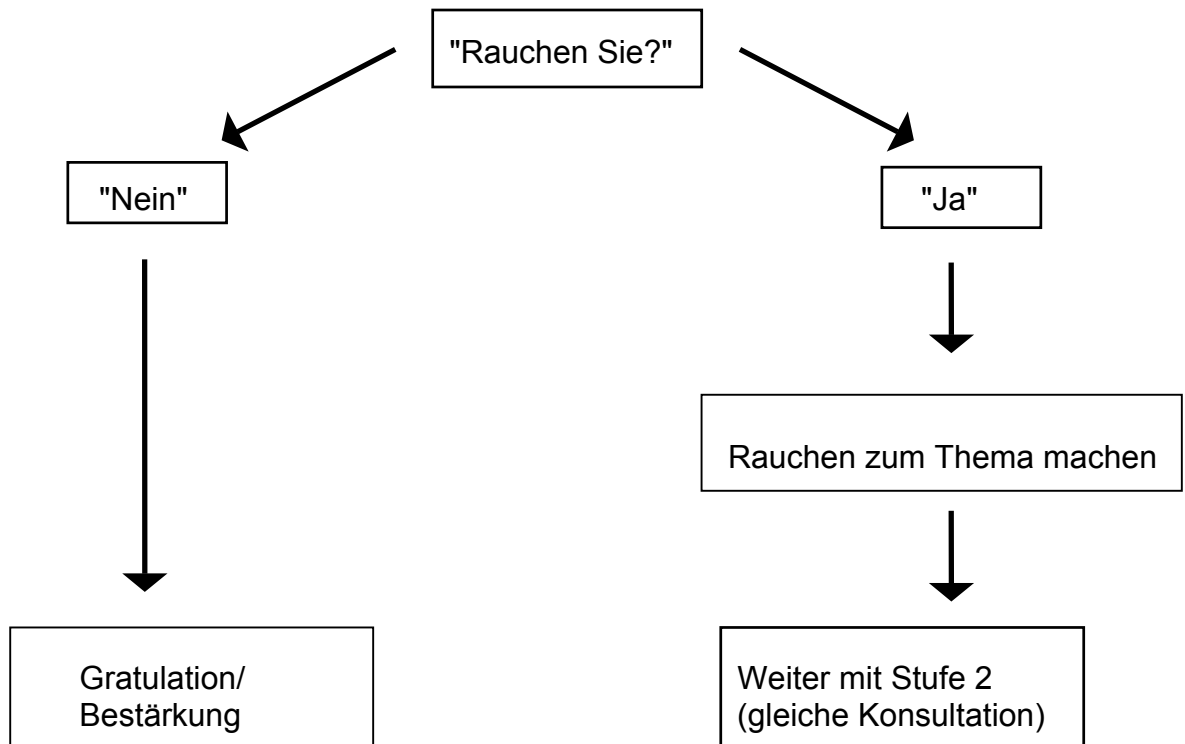 "Rauchen Sie?"
"Nein"
"Ja"
Rauchen zum Thema machen
Gratulation/
Bestärkung
Weiter mit Stufe 2
(gleiche Konsultation)